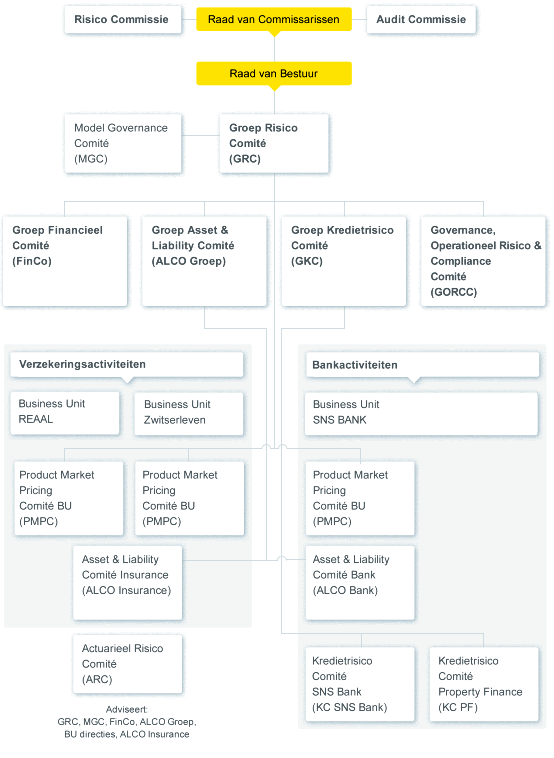 Risico Commissie
Raad van Commissarissen
Audit Commissie
Raad van Bestuur
Model Governance
Comité
(MGC)
Groep Risico
Comité
(GRC)
Groep Financieel
Comité
(FinCo)
Groep Asset &
Liability Comité
(ALCO Groep)
Groep Kredietrisico
Comité
(GKC)
Governance,
Operationeel Risico &
Compliance
Comité
(GORCC)
Verzekeringsactiviteiten
Business Unit
REAAL
Business Unit
Zwitserleven
Bankactiviteiten
Business Unit
SNS BANK
Product Market
Pricing
Comité BU
(PMPC)
Product Market
Pricing
Comité BU
(PMPC)
Product Market
Pricing
Comité BU
(PMPC)
Asset & Liability
Comité Insurance
(ALCO Insurance)
Asset & Liability
Comité Bank
(ALCO Bank)
Actuarieel Risico
Comité
(ARC)
Adviseert:
GRC, MGC, FinCo, ALCO Groep,
BU directies, ALCO Insurance
Kredietrisico
Comité
SNS Bank
(KC SNS Bank)
Kredietrisico
Comité
Property Finance
(KC PF)